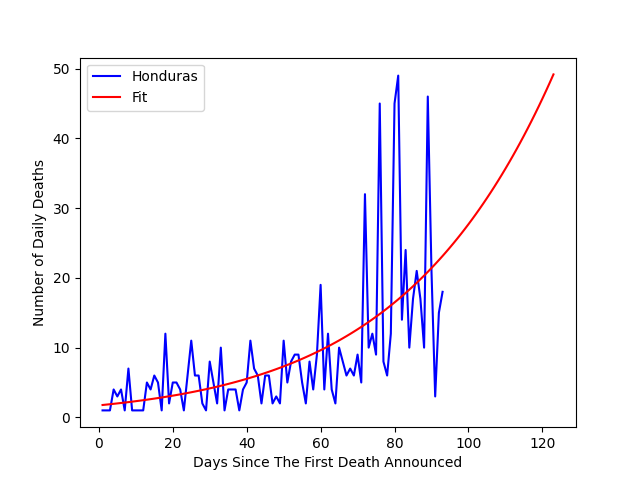 Honduras
Fit
50
40
30
20
10
0
Number of Daily Deaths
0 20 40 60 80 100 120
Days Since The First Death Announced